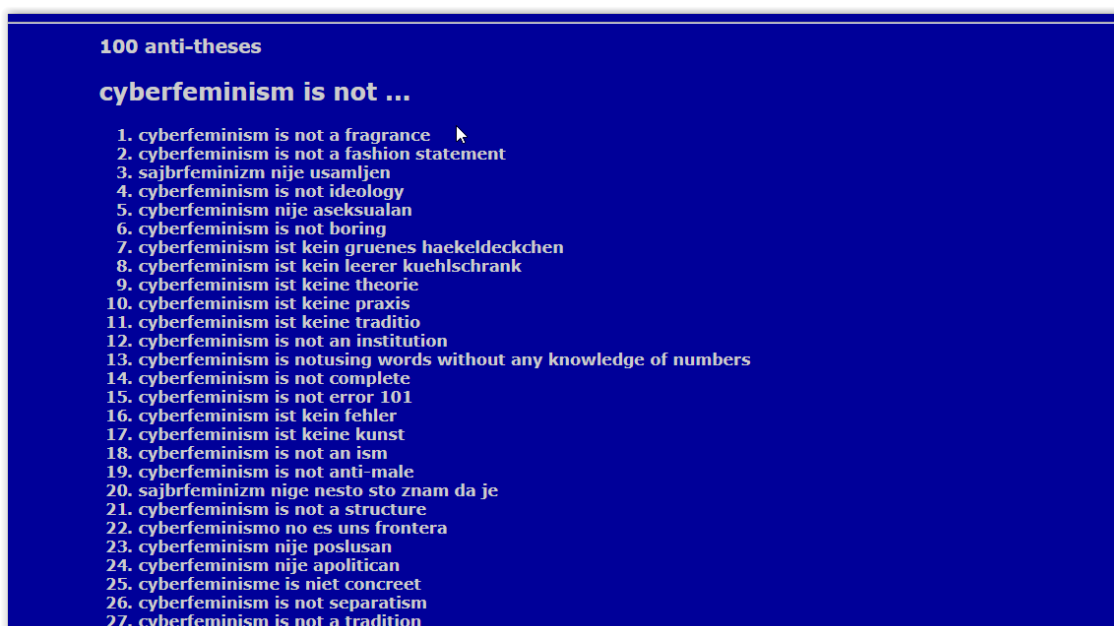 100 anti-theses
cyberfeminism is not ...
1. cyberfeminism is not a fragrance
2. cyberfeminism is not a fashion statement
3. sajbrfeminizm nije usamljen
4. cyberfeminism is not ideology
5. cyberfeminism nije aseksualan
6. cyberfeminism is not boring
7. cyberfeminism ist kein gruenes haekeldeckchen
8. cyberfeminism ist kein leerer kuehlschrank
9. cyberfeminism ist keine theorie
10. cyberfeminism ist keine praxis
11. cyberfeminism ist keine traditio
12. cyberfeminism is not an institution
13. cyberfeminism is notusing words without any knowledge of numbers
14. cyberfeminism is not complete
15. cyberfeminism is not error 101
16. cyberfeminism ist kein fehler
17. cyberfeminism ist keine kunst
18. cyberfeminism is not an ism
19. cyberfeminism is not anti-male
20. sajbrfeminizm nige nesto sto znam da je
21. cyberfeminism is not a structure
22. cyberfeminismo no es uns frontera
23. cyberfeminism nije poslusan
24. cyberfeminism nije apolitican
25. cyberfeminisme is niet concreet
26. cyberfeminism is not separatism
27. cyberfeminism is not a tradition